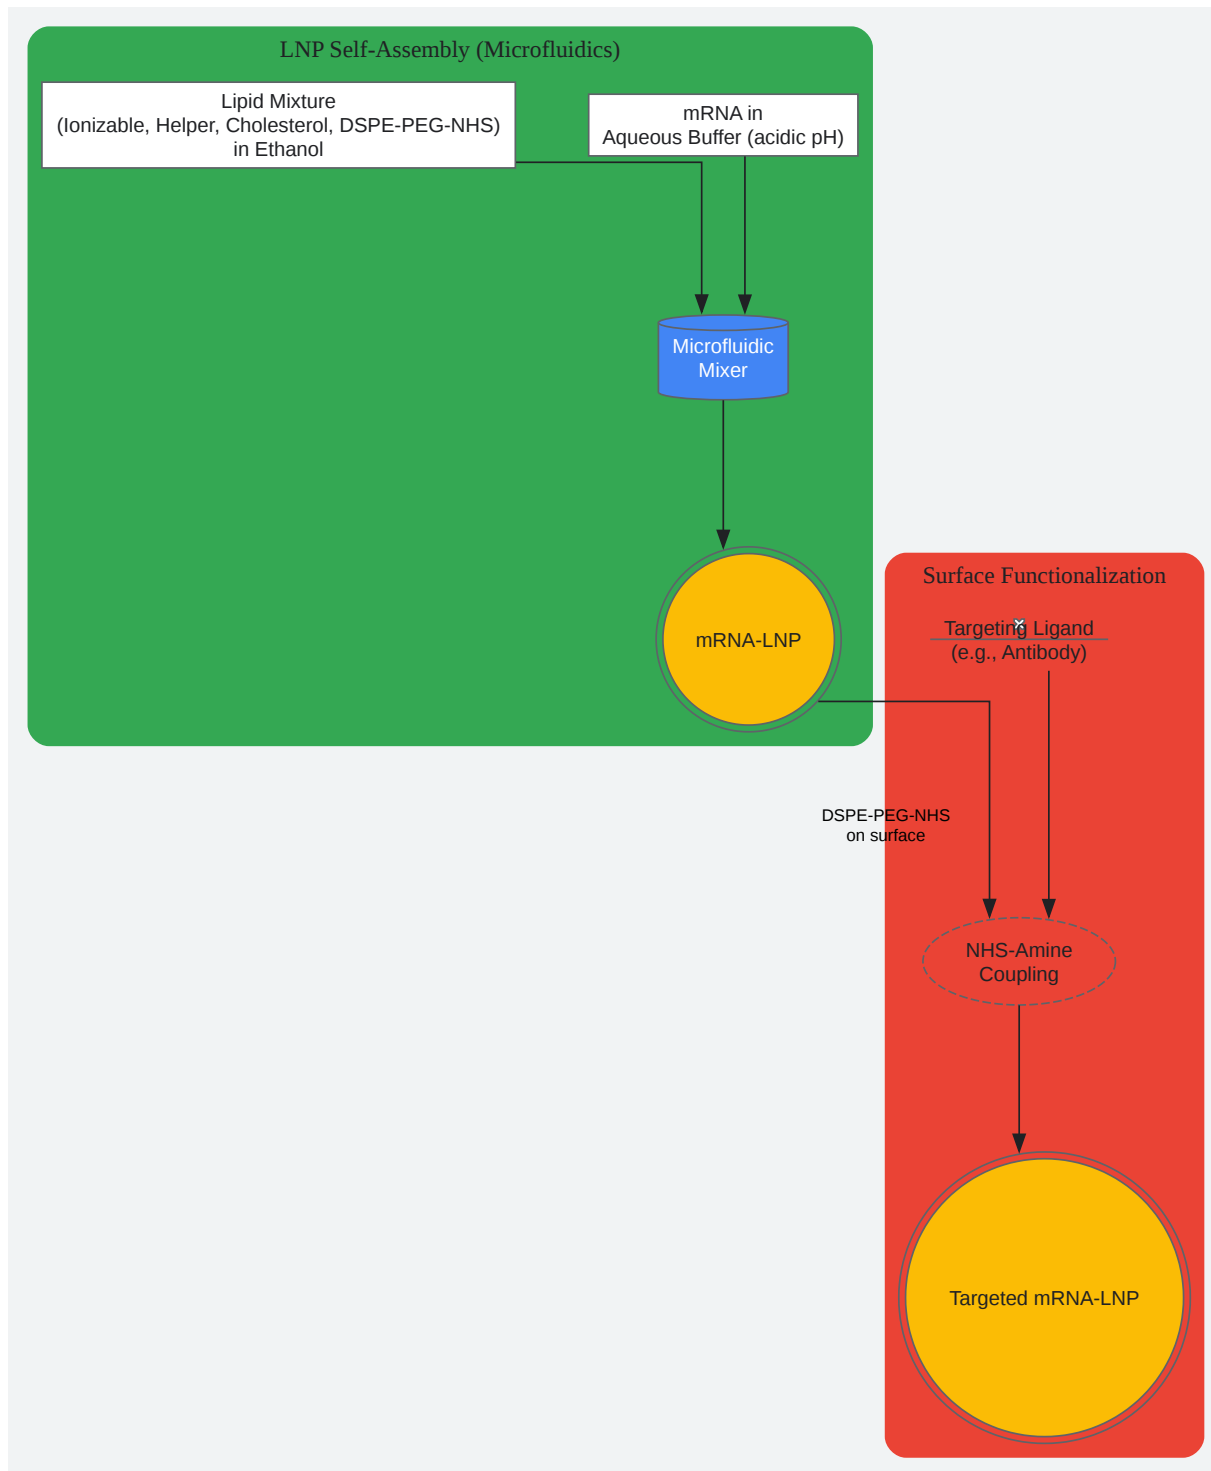 LNP Self-Assembly (Microfluidics)
Lipid Mixture
(Ionizable, Helper, Cholesterol, DSPE-PEG-NHS)
in Ethanol
mRNA in
Aqueous Buffer (acidic pH)
Microfluidic
Mixer
mRNA-LNP
Surface Functionalization
Targeting Ligand
(e.g., Antibody)
DSPE-PEG-NHS
on surface
NHS-Amine
Coupling
Targeted mRNA-LNP